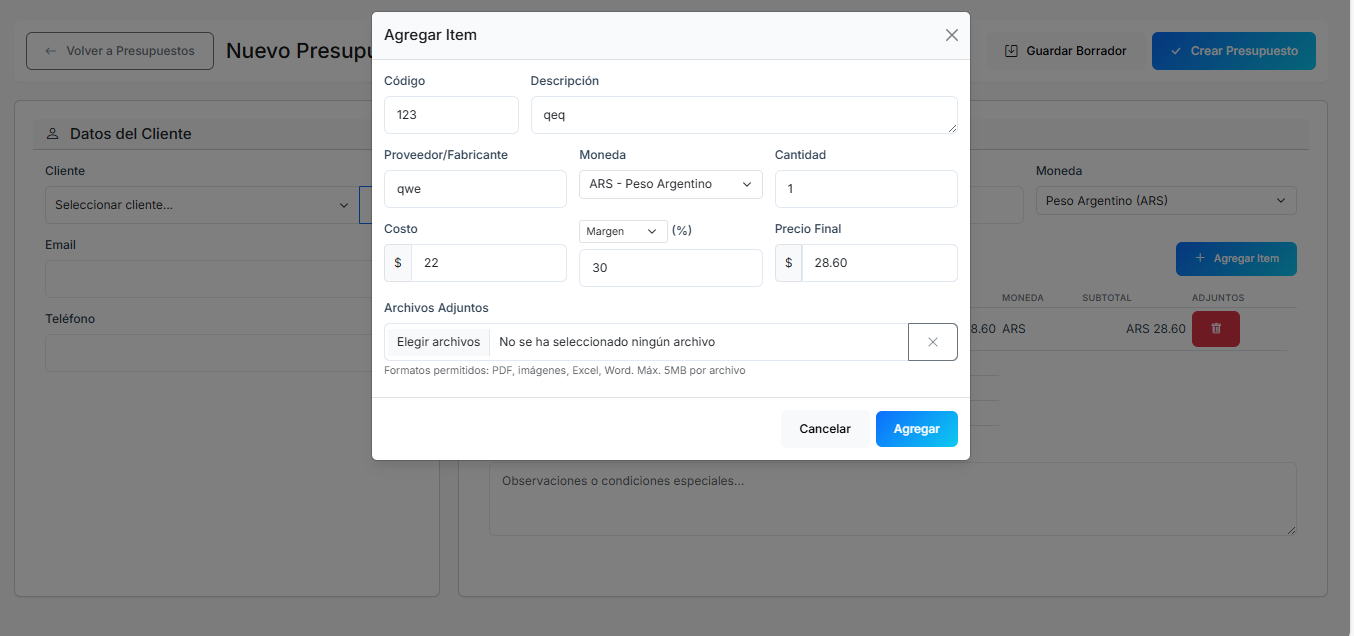 Agregar Item
Volver a Presupuestos
Nuevo Presupu
Guardar Borrador
Crear Presupuesto
Código
Descripción
123
qeq
Proveedor/Fabricante
Moneda
Cantidad
qwe
ARS - Peso Argentino
1
Costo
Margen (%)
Precio Final
$ 22
30
$ 28.60
Archivos Adjuntos
Elegir archivos No se ha seleccionado ningún archivo
Formatos permitidos: PDF, imágenes, Excel, Word. Máx. 5MB por archivo
Cancelar
Agregar
Datos del Cliente
Cliente
Seleccionar cliente...
Email
Teléfono
Moneda
Peso Argentino (ARS)
+ Agregar Item
MONEDA SUBTOTAL ADJUNTOS
8.60 ARS ARS 28.60
Observaciones o condiciones especiales...